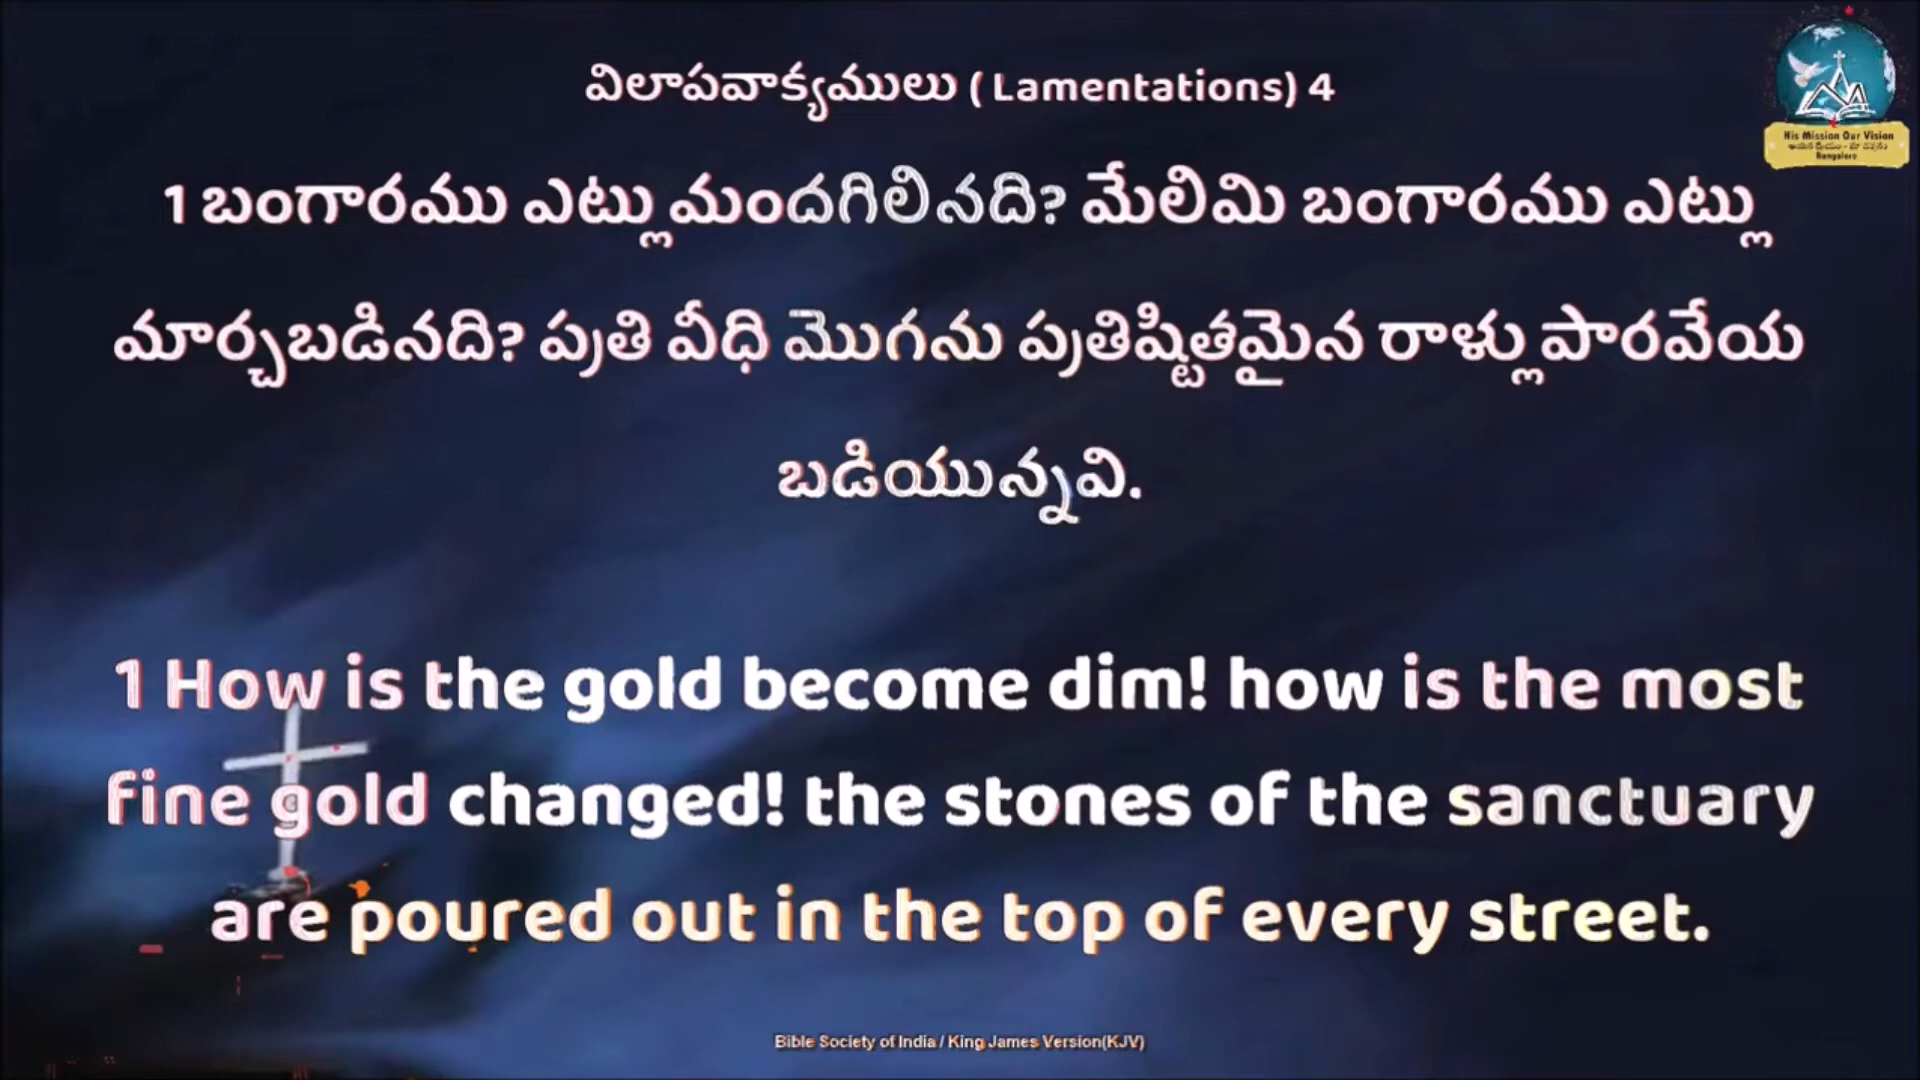 విలాపవాక్యములు ( Lamentations) 4
1 బంగారము ఎట్లు మందగిలినది? మేలిమి బంగారము ఎట్లు
మార్చబడినది? ప్రతి వీధి మొగను ప్రతిష్టితమైన రాళ్లు పారవేయ
బడియున్నవి.
1 How is the gold become dim! how is the most
fine gold changed! the stones of the sanctuary
are poured out in the top of every street.
Bible Society of India / King James Version(KJV)
His Mission Our Vision
Bangalore